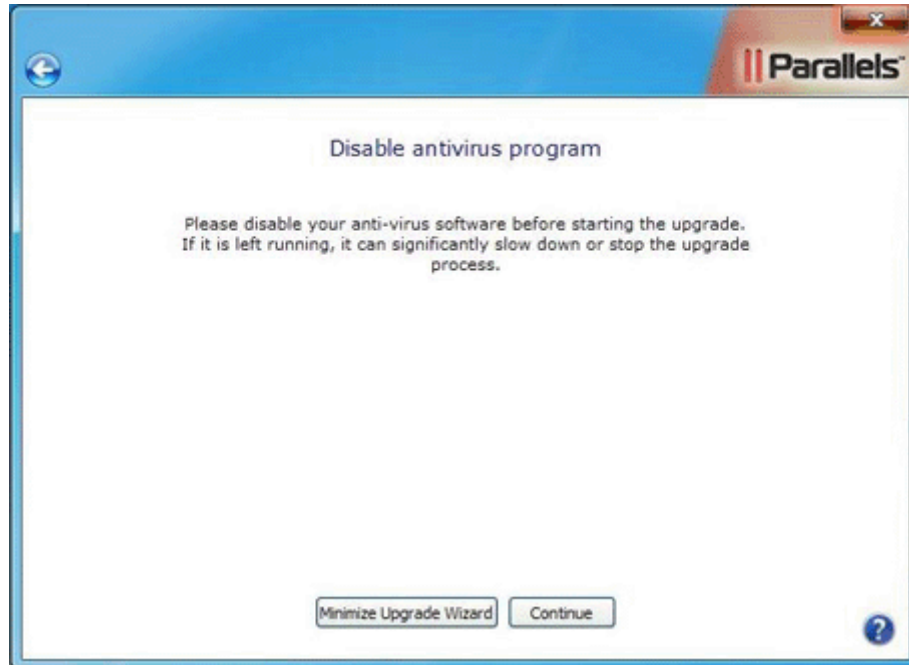 || Parallels™
Disable antivirus program
Please disable your anti-virus software before starting the upgrade.
If it is left running, it can significantly slow down or stop the upgrade
process.
Minimize Upgrade Wizard
Continue
?